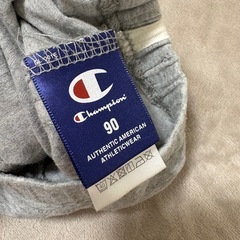 Champion
90
AUTHENTIC AMERICAN
ATHLETICWEAR